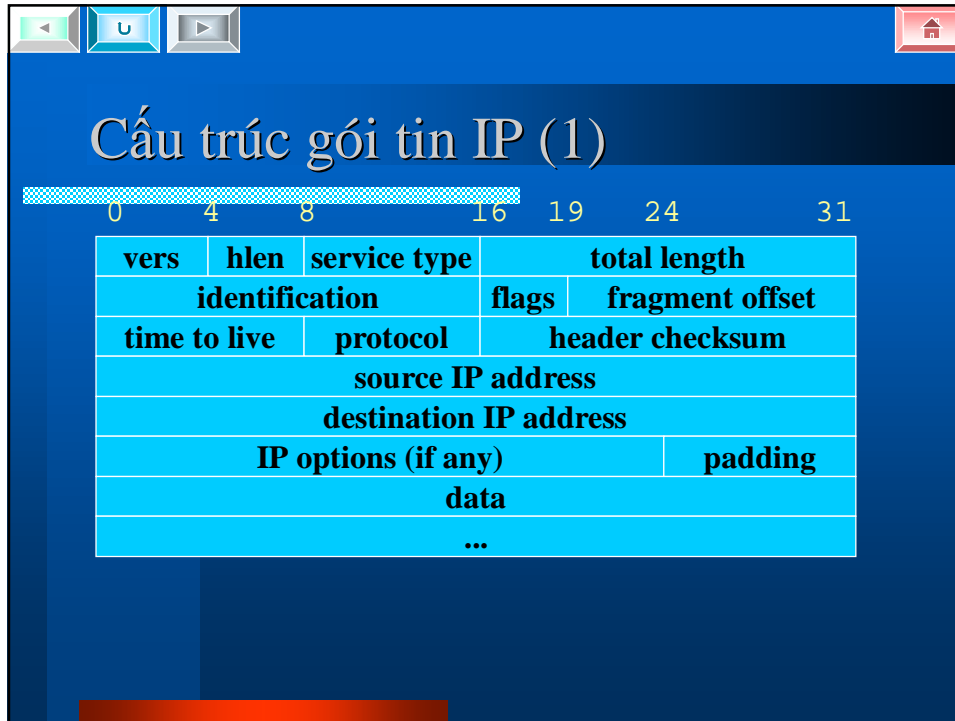 Cấu trúc gói tin IP (1)
0 4 8 16 19 24 31
vers hlen service type total length
identification flags fragment offset
time to live protocol header checksum
source IP address
destination IP address
IP options (if any) padding
data
...